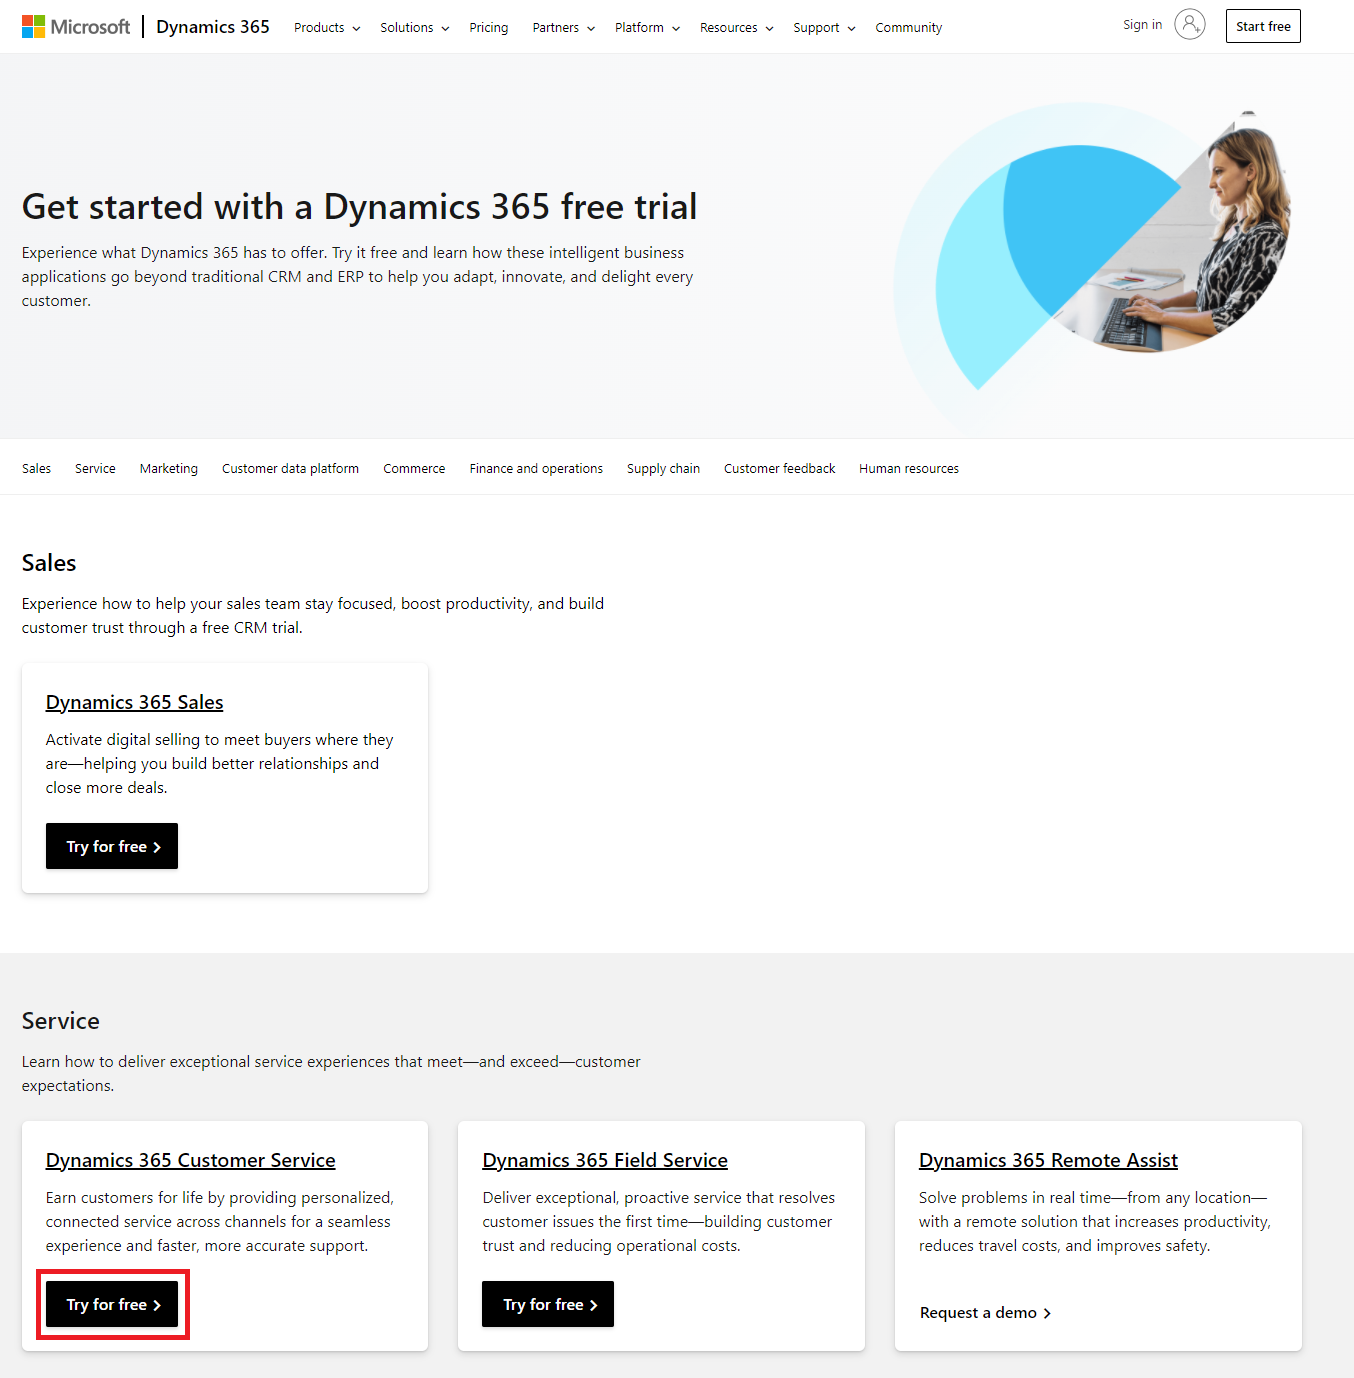 Microsoft | Dynamics 365 Products Solutions Pricing Partners Platform Resources Support Community Sign in Start free
Get started with a Dynamics 365 free trial
Experience what Dynamics 365 has to offer. Try it free and learn how these intelligent business
applications go beyond traditional CRM and ERP to help you adapt, innovate, and delight every
customer.
Sales Service Marketing Customer data platform Commerce Finance and operations Supply chain Customer feedback Human resources
Sales
Experience how to help your sales team stay focused, boost productivity, and build
customer trust through a free CRM trial.
Dynamics 365 Sales
Activate digital selling to meet buyers where they
are—helping you build better relationships and
close more deals.
Try for free
Service
Learn how to deliver exceptional service experiences that meet—and exceed—customer
expectations.
Dynamics 365 Customer Service
Earn customers for life by providing personalized,
connected service across channels for a seamless
experience and faster, more accurate support.
Try for free
Dynamics 365 Field Service
Deliver exceptional, proactive service that resolves
customer issues the first time—building customer
trust and reducing operational costs.
Try for free
Dynamics 365 Remote Assist
Solve problems in real time—from any location—
with a remote solution that increases productivity,
reduces travel costs, and improves safety.
Request a demo